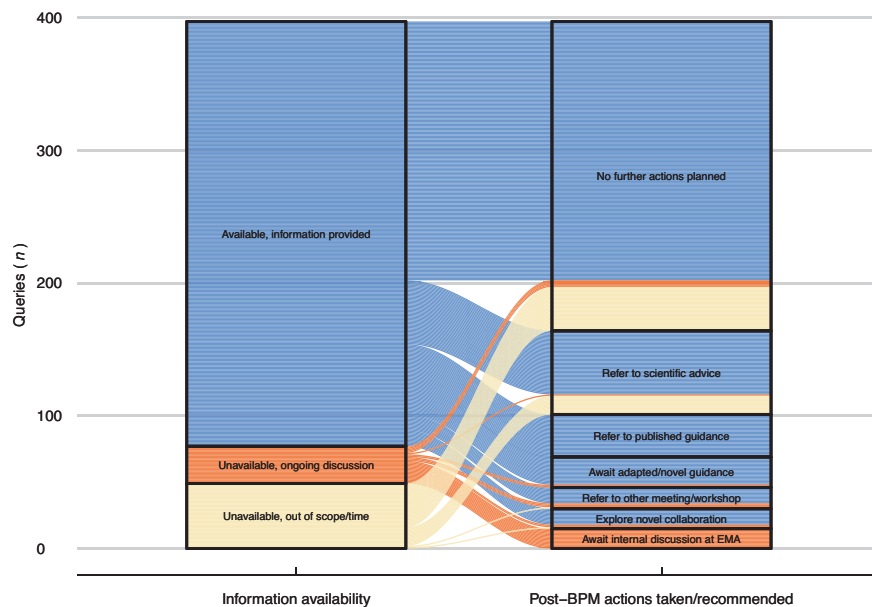 400
300
200
100
0
Queries (n)
Available, information provided
Unavailable, ongoing discussion
Unavailable, out of scope/time
No further actions planned
Refer to scientific advice
Refer to published guidance
Await adapted/novel guidance
Refer to other meeting/workshop
Explore novel collaboration
Await internal discussion at EMA
Information availability
Post–BPM actions taken/recommended